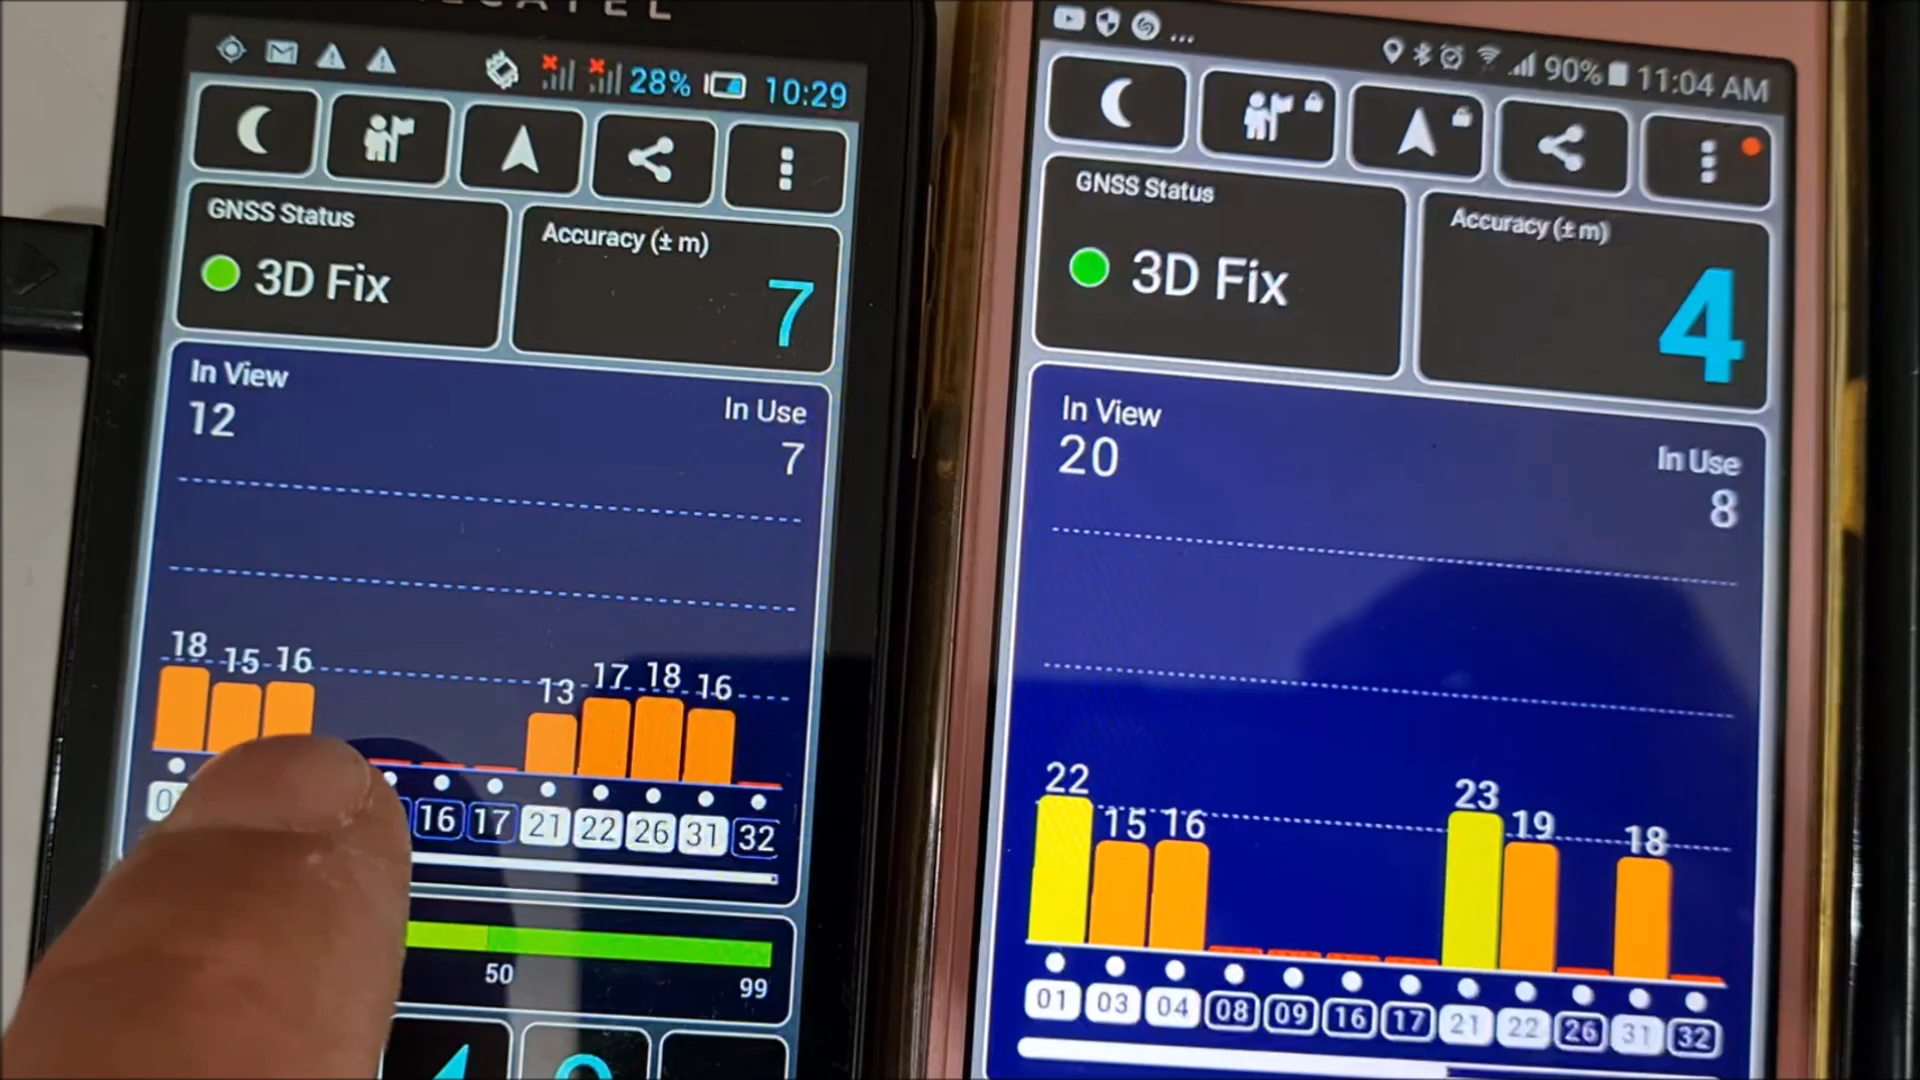 28% 10:29
GNSS Status
3D Fix
Accuracy (± m)
7
In View
12
In Use
7
18 15 16 13 17 18 16
16 17 21 22 26 31 32
50 99
90% 11:04 AM
GNSS Status
3D Fix
Accuracy (± m)
4
In View
20
In Use
8
22 15 16 23 19 18
01 03 04 08 09 16 17 21 22 26 31 32